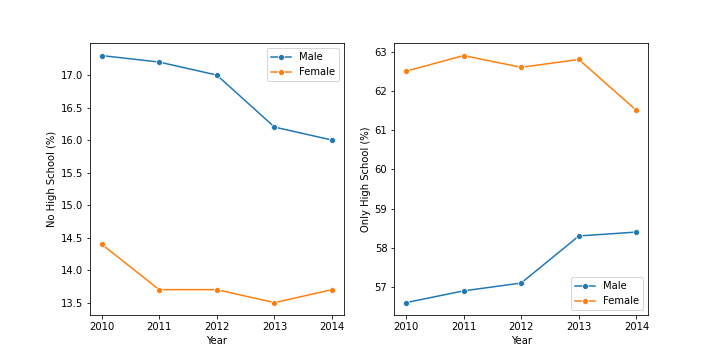 No High School (%)
17.0
16.5
16.0
15.5
15.0
14.5
14.0
13.5
2010 2011 2012 2013 2014
Year
Male
Female
Only High School (%)
63
62
61
60
59
58
57
2010 2011 2012 2013 2014
Year
Male
Female